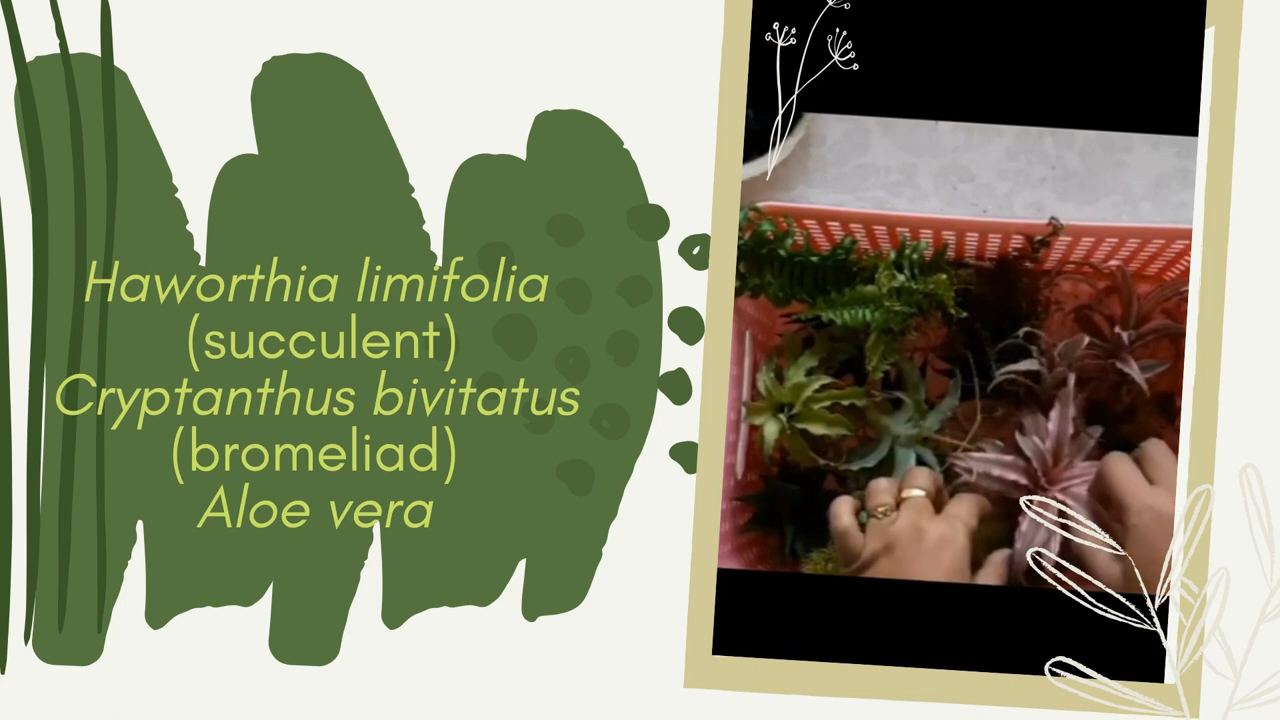 Haworthia limifolia
(succulent)
Cryptanthus bivitatus
(bromeliad)
Aloe vera